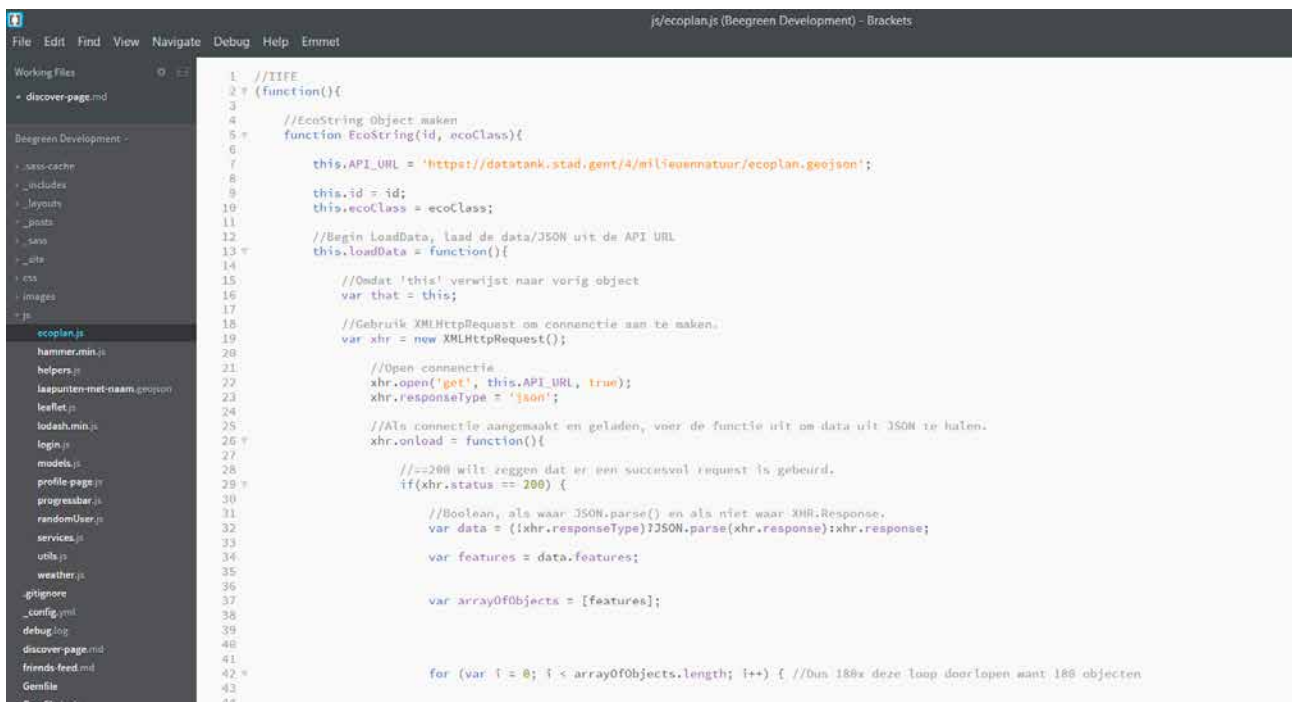 js/ecoplan.js (Beegreen Development) - Brackets
File Edit Find View Navigate Debug Help Emmet
Working Files
discover-page.md
Beegreen Development
.sass-cache
_includes
_layouts
_posts
_sass
_site
css
images
js
ecoplan.js
hammer.min.js
helpers.js
laapunten-met-naam.geojson
leaflet.js
lodash.min.js
login.js
models.js
profile-page.js
progressbar.js
randomUser.js
services.js
utils.js
weather.js
.gitignore
_config.yml
debug.log
discover-page.md
friends-feed.md
Gemfile
1 //IIFE
2 (function(){
3
4 //EcoString Object maken
5 function EcoString(id, ecoClass){
6
7 this.API_URL = 'https://datatank.stad.gent/4/milieuennatuur/ecoplan.geojson';
8
9 this.id = id;
10 this.ecoClass = ecoClass;
11
12 //Begin LoadData, laad de data/JSON uit de API URL
13 this.loadData = function(){
14
15 //Omdat 'this' verwijst naar vorig object
16 var that = this;
17
18 //Gebruik XMLHttpRequest om connenctie aan te maken.
19 var xhr = new XMLHttpRequest();
20
21 //Open connenctie
22 xhr.open('get', this.API_URL, true);
23 xhr.responseType = 'json';
24
25 //Als connectie aangemaakt en geladen, voer de functie uit om data uit JSON te halen.
26 xhr.onload = function(){
27
28 //==200 wilt zeggen dat er een succesvol request is gebeurd.
29 if(xhr.status == 200) {
30
31 //Boolean, als waar JSON.parse() en als niet waar XHR.Response.
32 var data = (!xhr.responseType)?JSON.parse(xhr.response):xhr.response;
33
34 var features = data.features;
35
36
37 var arrayOfObjects = [features];
38
39
40
41
42 for (var i = 0; i < arrayOfObjects.length; i++) { //Dus 180x deze loop doorlopen want 180 objecten
43